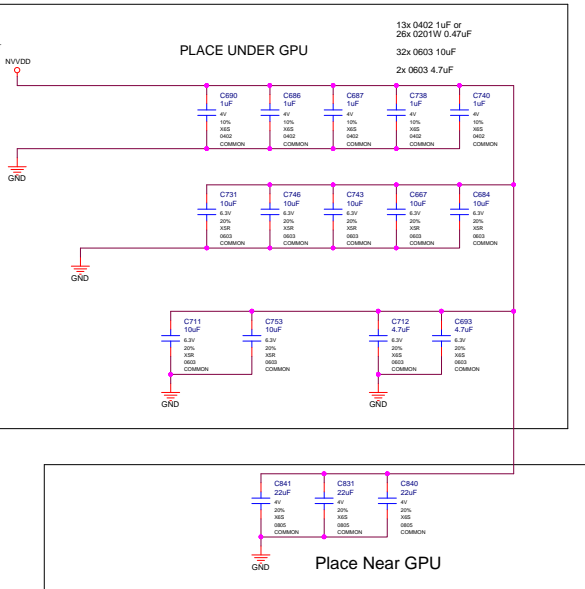 13x 0402 1uF or
26x 0201W 0.47uF
32x 0603 10uF
2x 0603 4.7uF
PLACE UNDER GPU
NVVDD
C690
1uF
4V
10%
X6S
0402
COMMON
C686
1uF
4V
10%
X6S
0402
COMMON
C687
1uF
4V
10%
X6S
0402
COMMON
C738
1uF
4V
10%
X6S
0402
COMMON
C740
1uF
4V
10%
X6S
0402
COMMON
GND
C731
10uF
6.3V
20%
X5R
0603
COMMON
C746
10uF
6.3V
20%
X5R
0603
COMMON
C743
10uF
6.3V
20%
X5R
0603
COMMON
C667
10uF
6.3V
20%
X5R
0603
COMMON
C684
10uF
6.3V
20%
X5R
0603
COMMON
GND
C711
10uF
6.3V
20%
X5R
0603
COMMON
C753
10uF
6.3V
20%
X5R
0603
COMMON
C712
4.7uF
6.3V
20%
X6S
0603
COMMON
C693
4.7uF
6.3V
20%
X6S
0603
COMMON
GND
GND
C841
22uF
4V
20%
X6S
0805
COMMON
C831
22uF
4V
20%
X6S
0805
COMMON
C840
22uF
4V
20%
X6S
0805
COMMON
GND
Place Near GPU